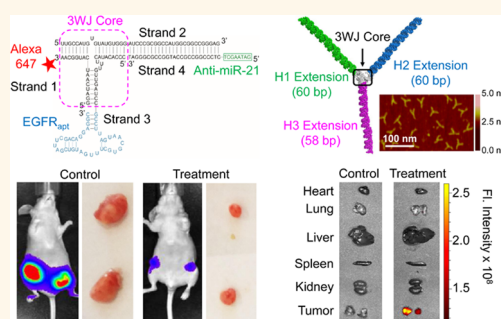 3WJ Core
Strand 2
Alexa
647
Strand 4
Anti-miR-21
Strand 1
EGFRapt
Strand 3
3WJ Core
H1 Extension
(60 bp)
H2 Extension
(60 bp)
H3 Extension
(58 bp)
100 nm
5.0 n
2.5
0.0 n
Control
Treatment
Control
Treatment
Heart
Lung
Liver
Spleen
Kidney
Tumor
2.5
2.0
1.5
Fl. Intensity x 10⁸